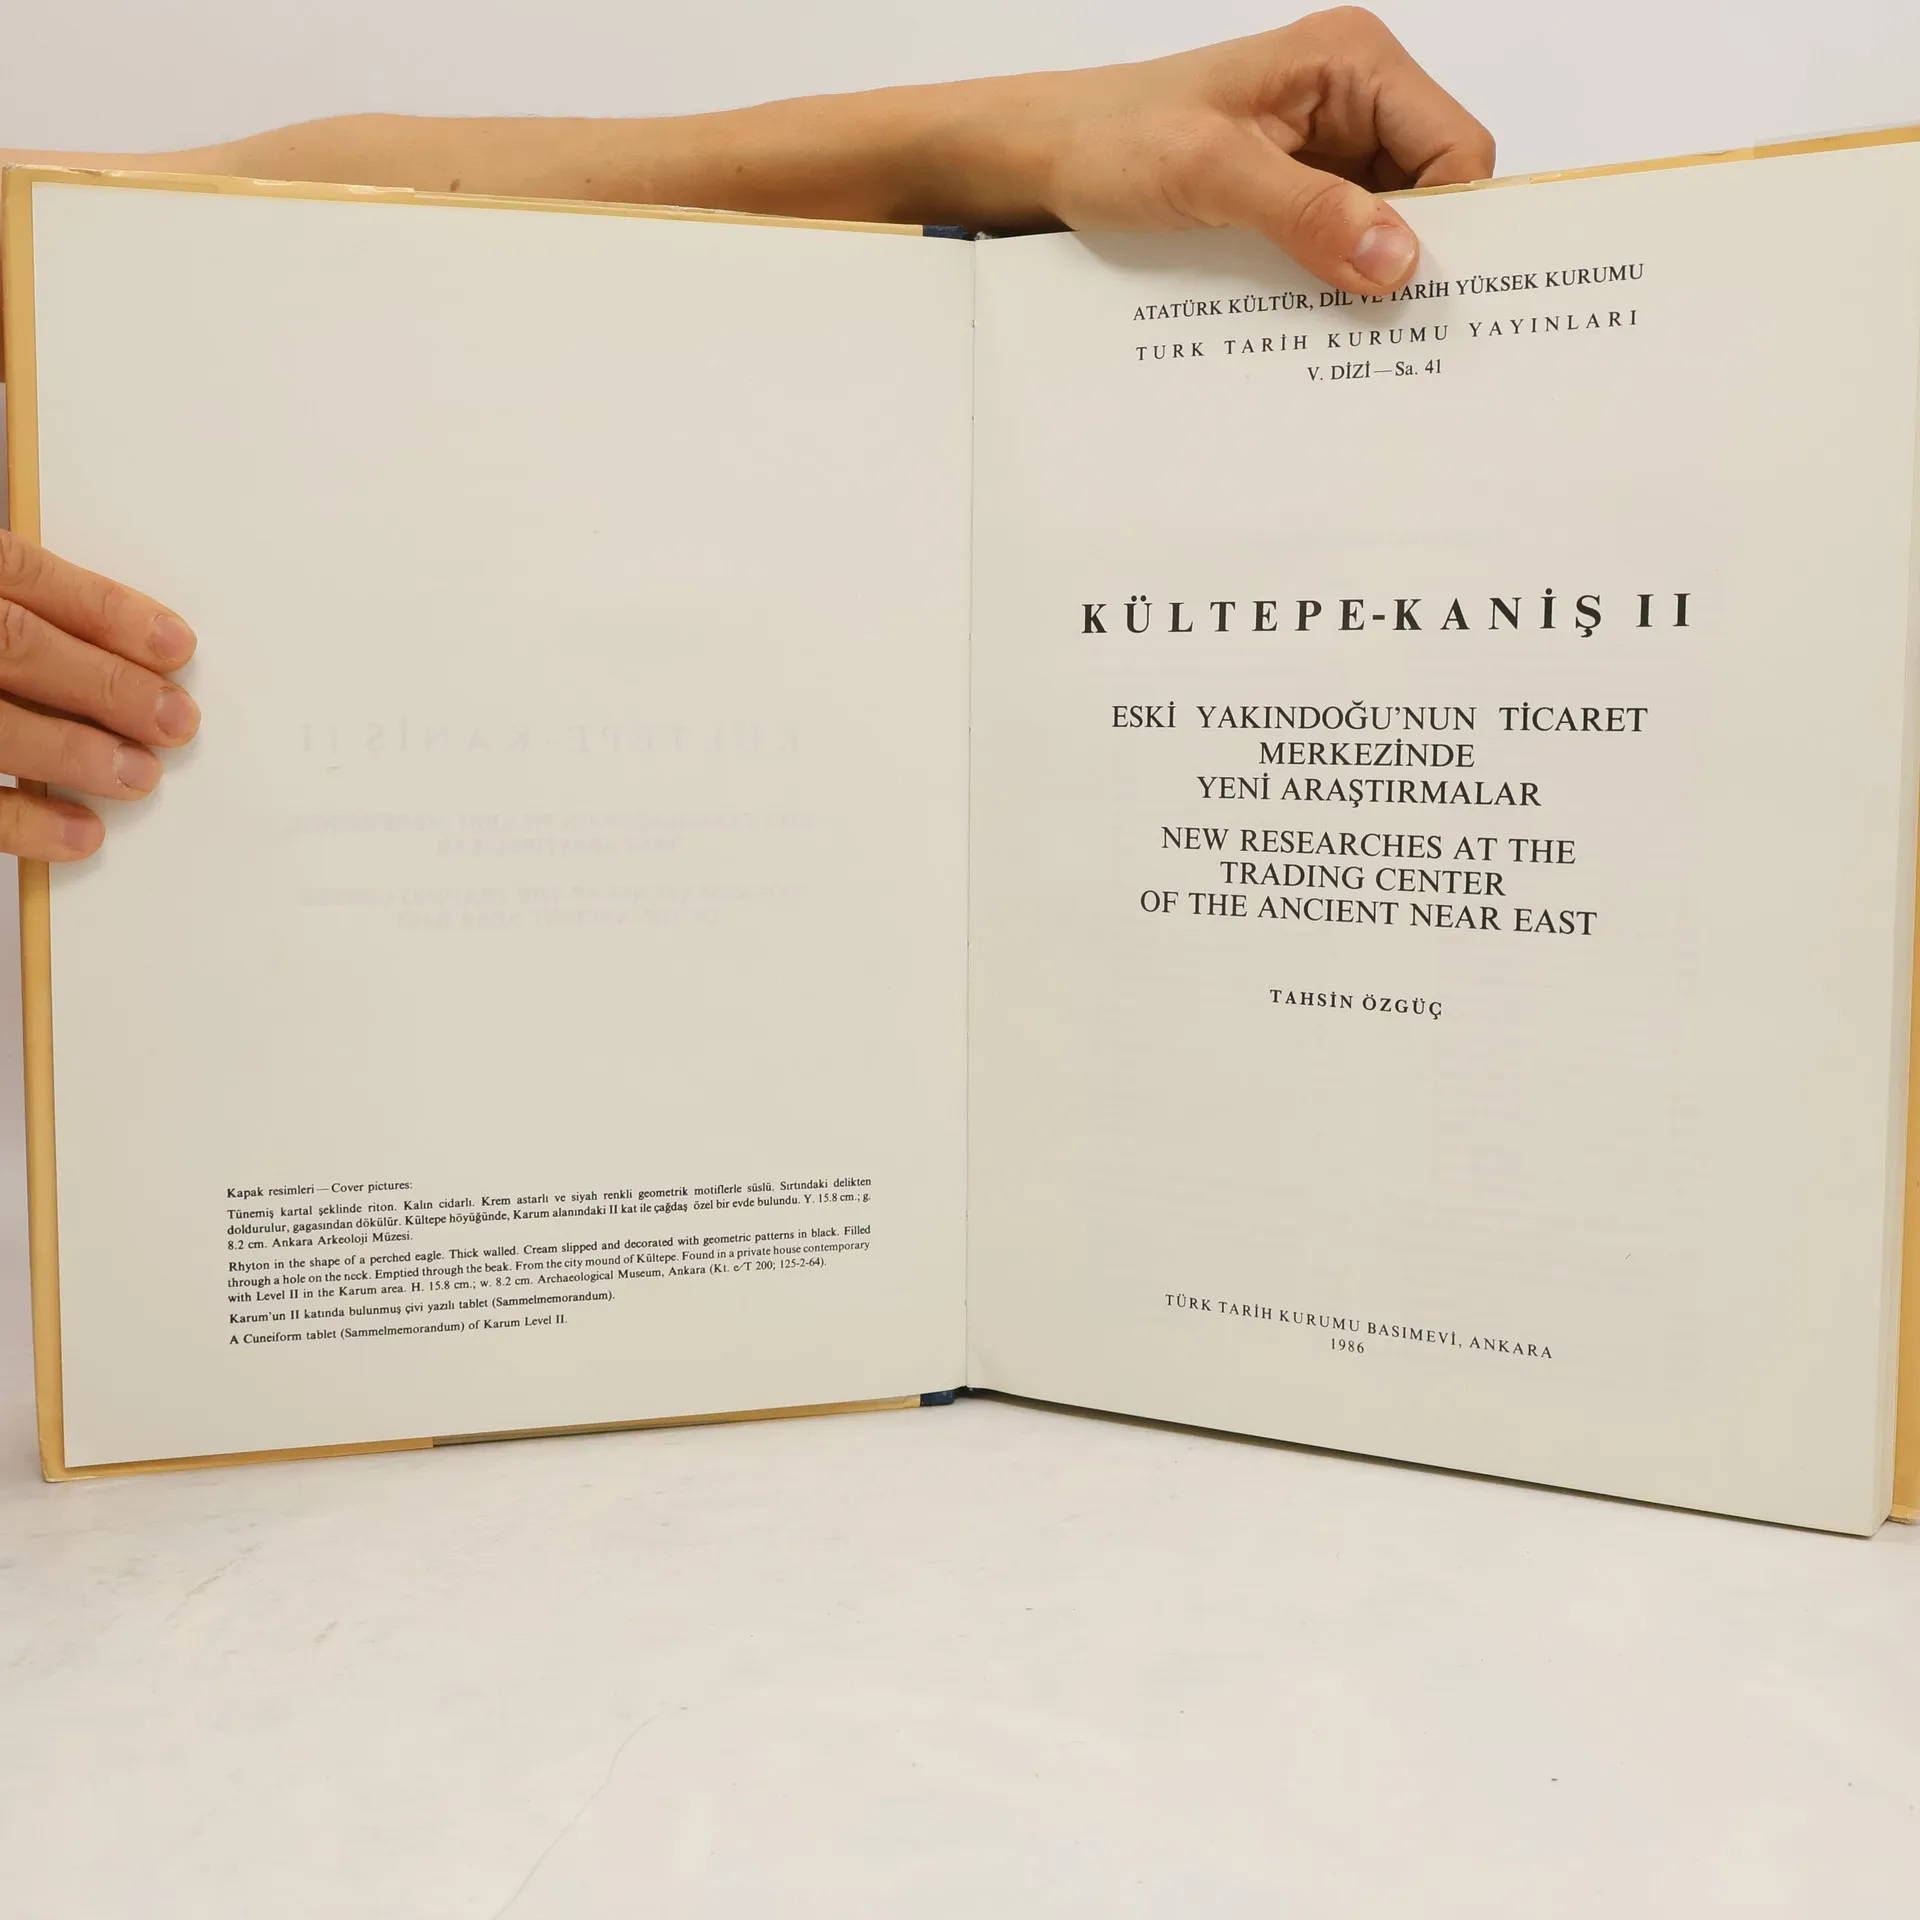 Kapak resimleri — Cover pictures:
Tünemiş kartal şeklinde riton. Kalın cidarlı. Krem astarlı ve siyah renkli geometrik motiflerle süslü. Sırtındaki delikten
doldurulur, gagasından dökülür. Kültepe höyüğünde, Karum alanındaki II kat ile çağdaş özel bir evde bulundu. Y. 15.8 cm.; g.
8.2 cm. Ankara Arkeoloji Müzesi.
Rhyton in the shape of a perched eagle. Thick walled. Cream slipped and decorated with geometric patterns in black. Filled
through a hole on the neck. Emptied through the beak. From the city mound of Kültepe. Found in a private house contemporary
with Level II in the Karum area. H. 15.8 cm.; w. 8.2 cm. Archaeological Museum, Ankara (Kt. e/T 200; 125-2-64).
Karum'un II katında bulunmuş çivi yazılı tablet (Sammelmemorandum).
A Cuneiform tablet (Sammelmemorandum) of Karum Level II.
ATATÜRK KÜLTÜR, DİL VE TARİH YÜKSEK KURUMU
TURK TARİH KURUMU YAYINLARI
V. DİZİ — Sa. 41
KÜLTEPE-KANİŞ II
ESKİ YAKINDOĞU'NUN TİCARET
MERKEZİNDE
YENİ ARAŞTIRMALAR
NEW RESEARCHES AT THE
TRADING CENTER
OF THE ANCIENT NEAR EAST
TAHSİN ÖZGÜÇ
TÜRK TARİH KURUMU BASIMEVİ, ANKARA
1986